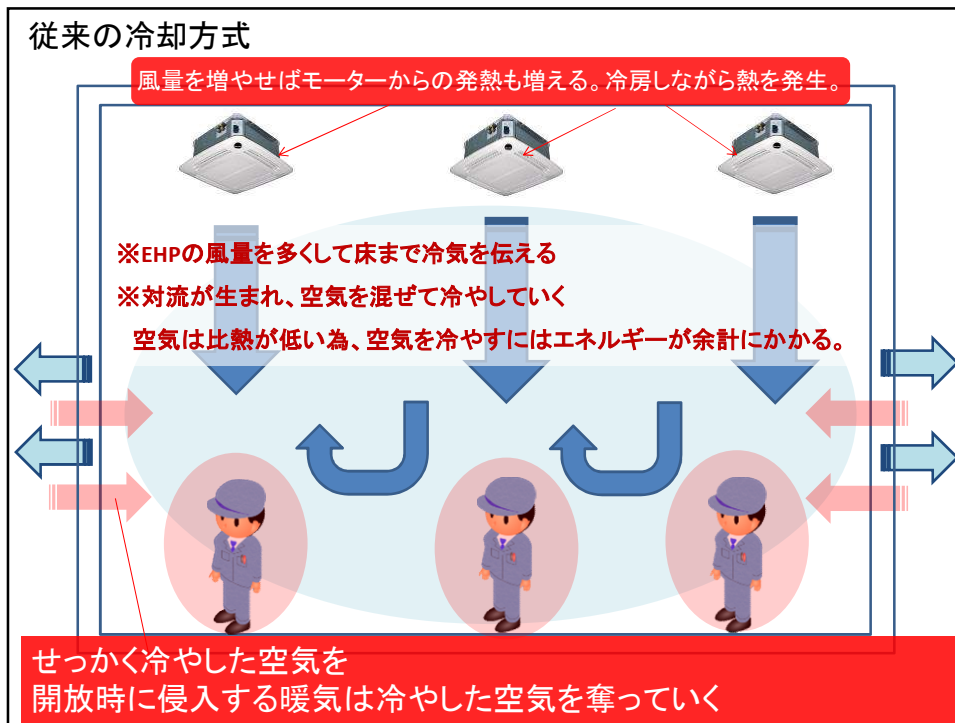 従来の冷却方式
風量を増やせばモーターからの発熱も増える。冷房しながら熱を発生。
※EHPの風量を多くして床まで冷気を伝える
※対流が生まれ、空気を混ぜて冷やしていく
空気は比熱が低い為、空気を冷やすにはエネルギーが余計にかかる。
せっかく冷やした空気を
開放時に侵入する暖気は冷やした空気を奪っていく